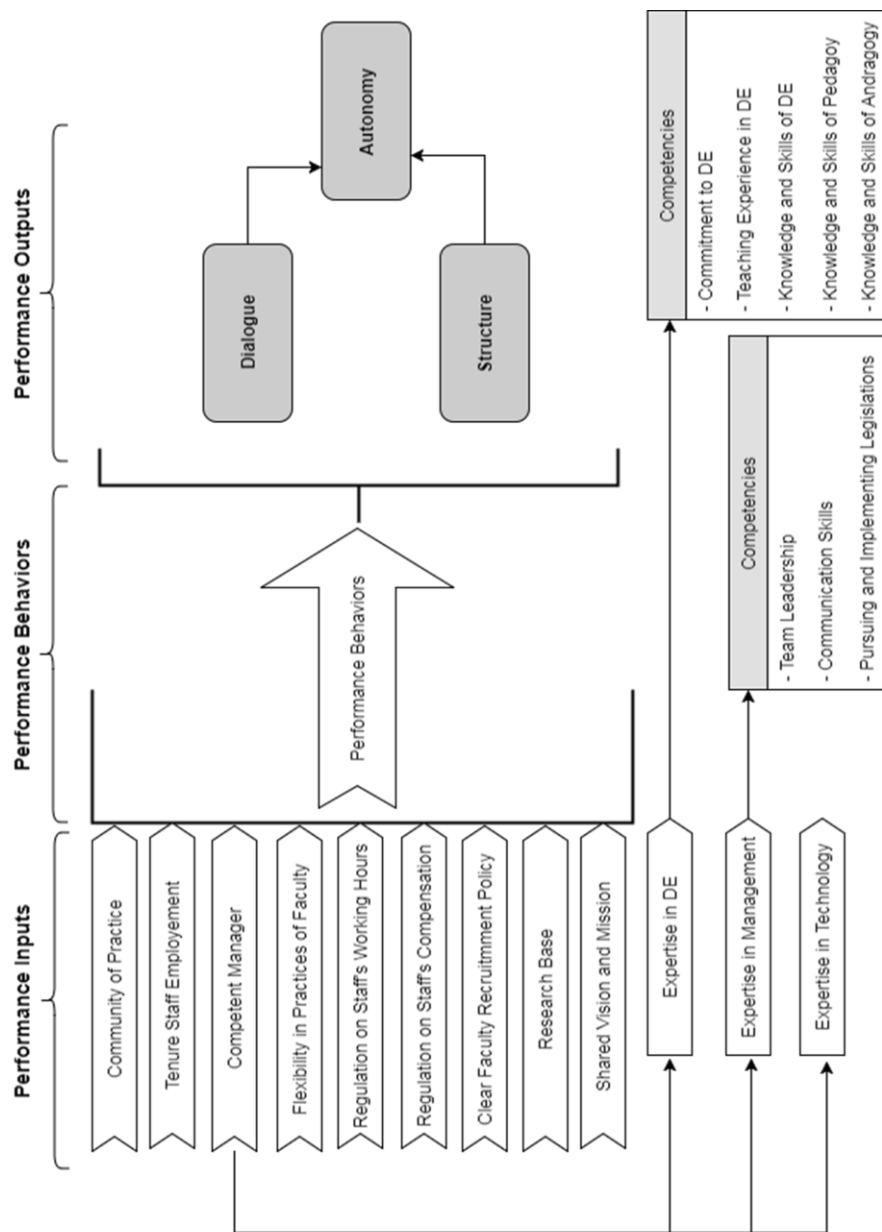 Performance Inputs
Performance Behaviors
Performance Outputs
Community of Practice
Tenure Staff Employement
Competent Manager
Flexibility in Practices of Faculty
Regulation on Staff's Working Hours
Regulation on Staff's Compensation
Clear Faculty Recruitmment Policy
Research Base
Shared Vision and Mission
Performance Behaviors
Dialogue
Structure
Autonomy
Expertise in DE
Expertise in Management
Expertise in Technology
Competencies
- Team Leadership
- Communication Skills
- Pursuing and Implementing Legislations
Competencies
- Commitment to DE
- Teaching Experience in DE
- Knowledge and Skills of DE
- Knowledge and Skills of Pedagoy
- Knowledge and Skills of Andragogy